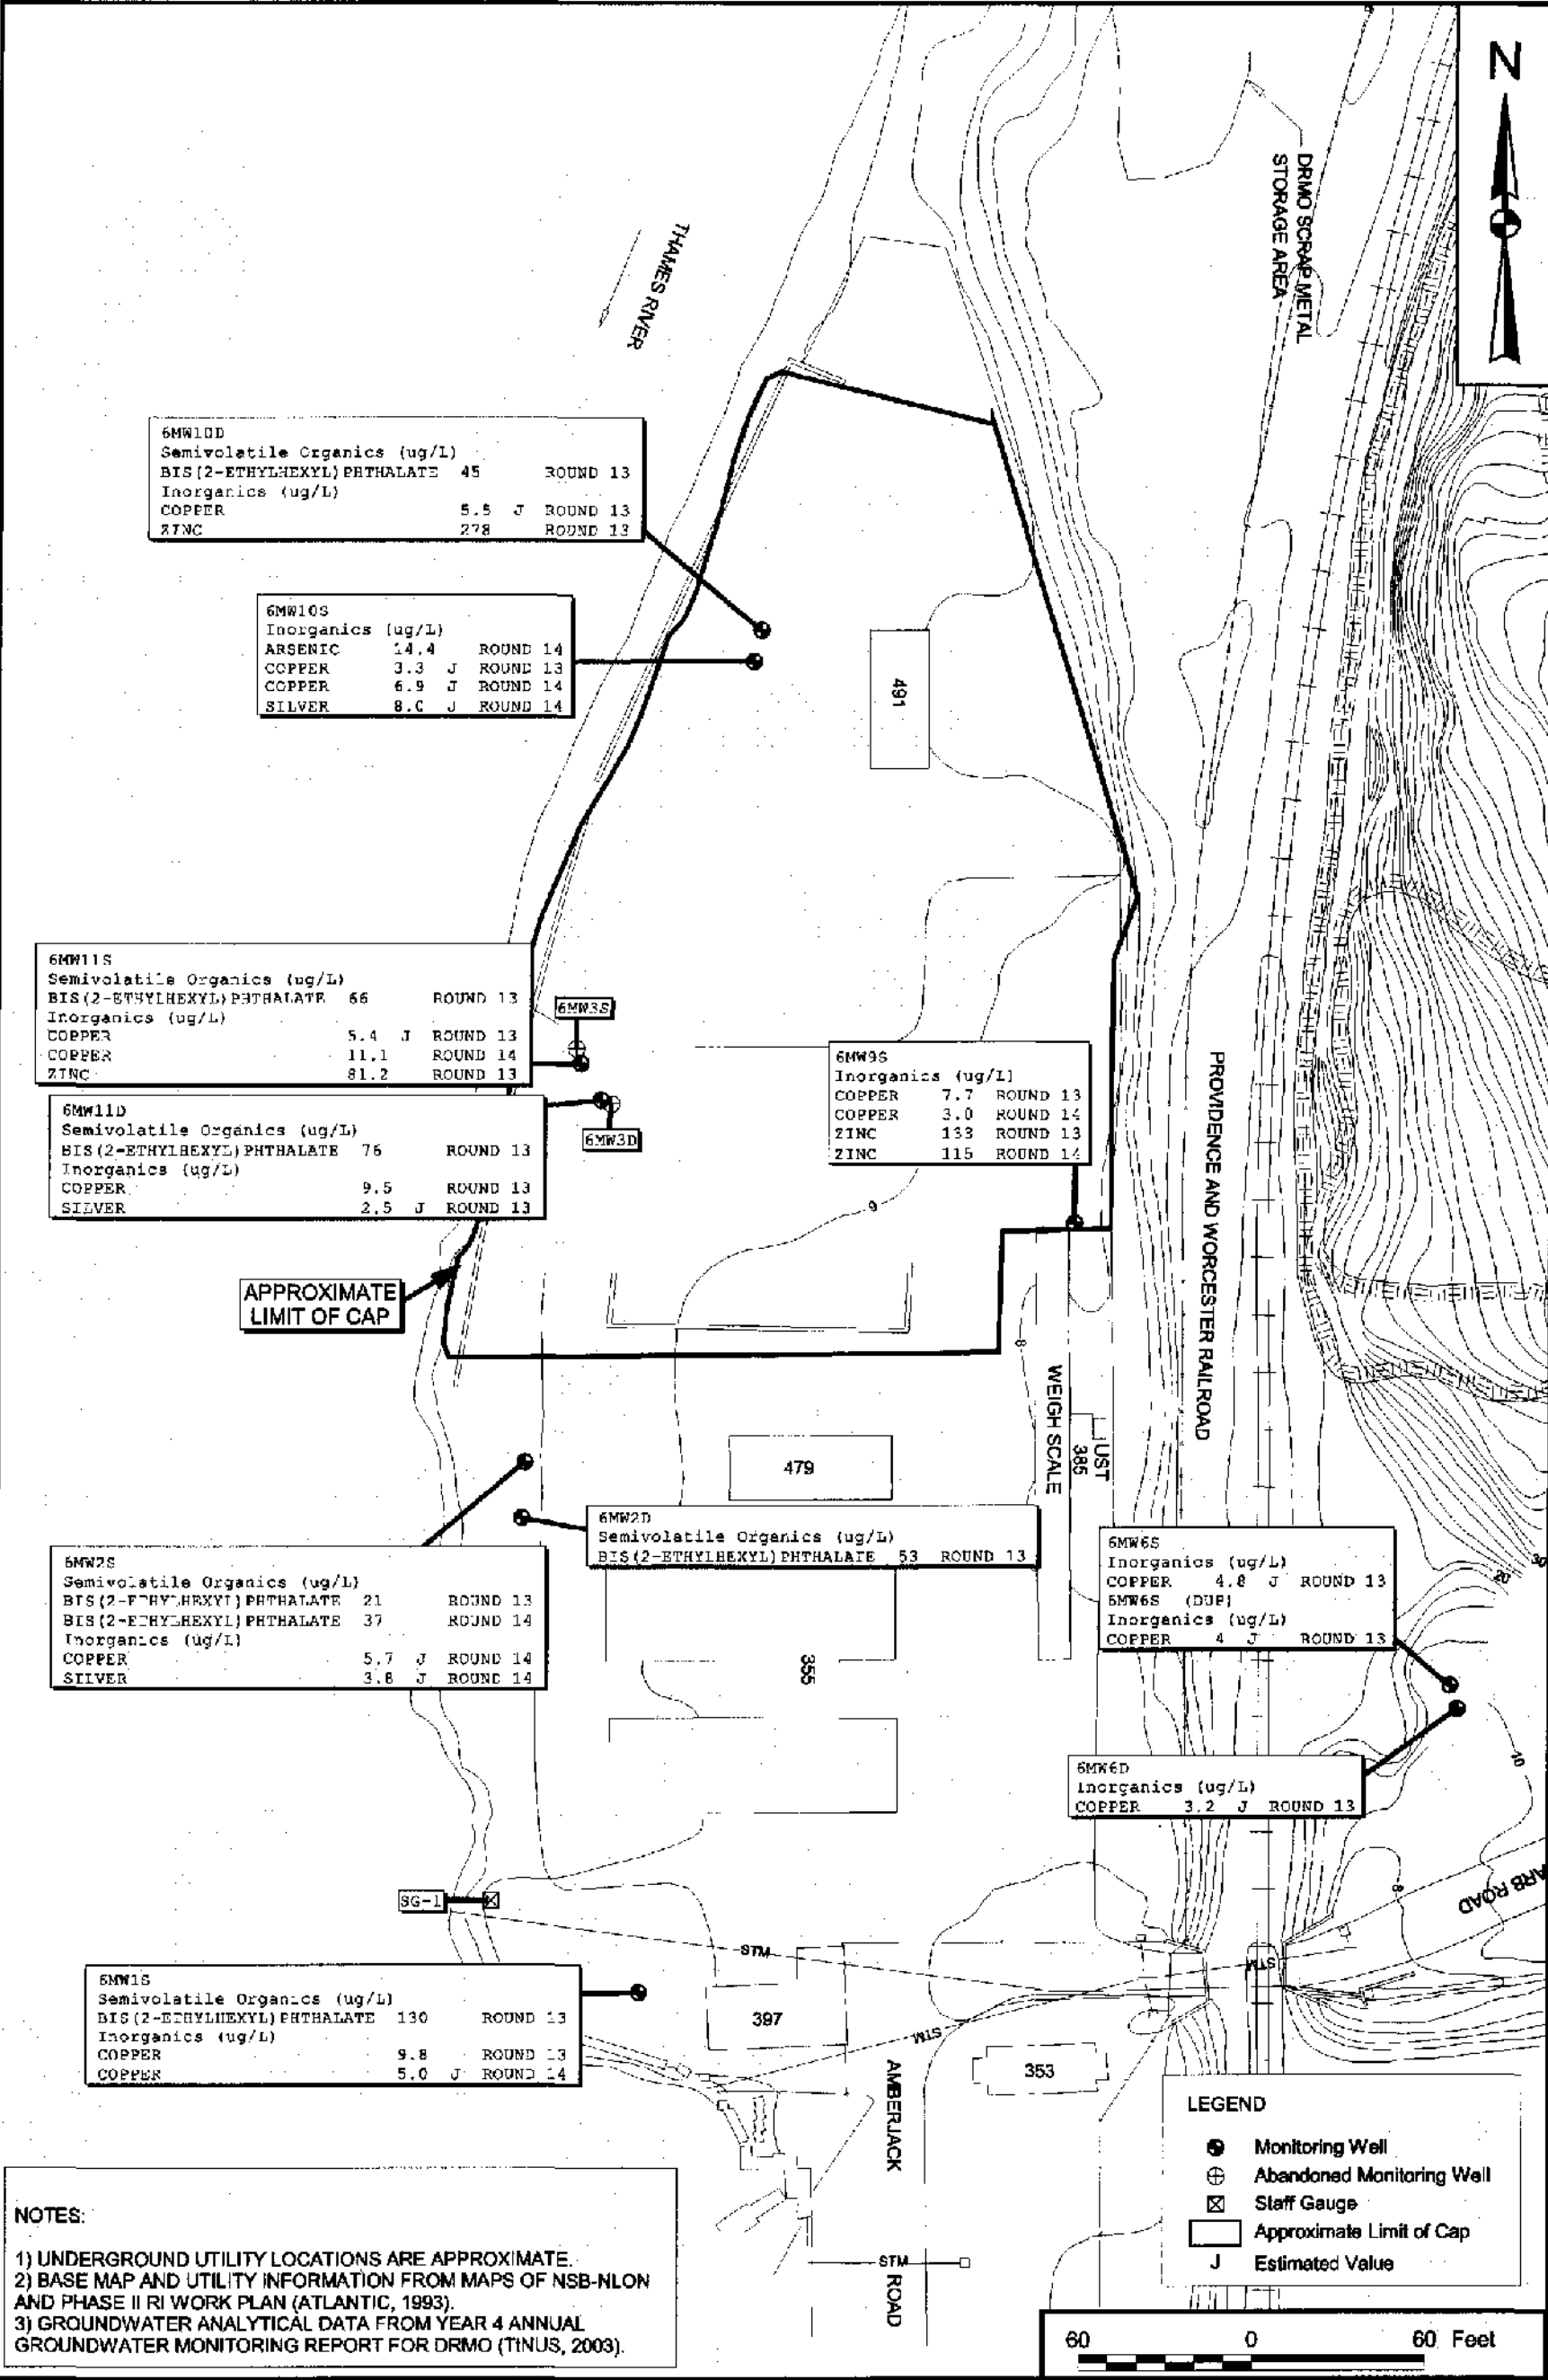 N
DRMO SCRAP METAL
STORAGE AREA
THAMES RIVER
6MW10D
Semivolatile Organics (ug/L)
BIS(2-ETHYLHEXYL)PHTHALATE 45 ROUND 13
Inorganics (ug/L)
COPPER 5.5 J ROUND 13
ZINC 278 ROUND 13
6MW10S
Inorganics (ug/L)
ARSENIC 14.4 ROUND 14
COPPER 3.3 J ROUND 13
COPPER 6.9 J ROUND 14
SILVER 8.0 J ROUND 14
491
6MW11S
Semivolatile Organics (ug/L)
BIS(2-ETHYLHEXYL)PHTHALATE 66 ROUND 13
Inorganics (ug/L)
COPPER 5.4 J ROUND 13
COPPER 11.1 ROUND 14
ZINC 81.2 ROUND 13
6MW3S
6MW11D
Semivolatile Organics (ug/L)
BIS(2-ETHYLHEXYL)PHTHALATE 76 ROUND 13
Inorganics (ug/L)
COPPER 9.5 ROUND 13
SILVER 2.5 J ROUND 13
6MW3D
6MW9S
Inorganics (ug/L)
COPPER 7.7 ROUND 13
COPPER 3.0 ROUND 14
ZINC 133 ROUND 13
ZINC 115 ROUND 14
PROVIDENCE AND WORCESTER RAILROAD
9
APPROXIMATE
LIMIT OF CAP
8
WEIGH SCALE
UST
385
479
6MW2D
Semivolatile Organics (ug/L)
BIS(2-ETHYLHEXYL)PHTHALATE 53 ROUND 13
6MW2S
Semivolatile Organics (ug/L)
BIS(2-ETHYLHEXYL)PHTHALATE 21 ROUND 13
BIS(2-ETHYLHEXYL)PHTHALATE 37 ROUND 14
Inorganics (ug/L)
COPPER 5.7 J ROUND 14
SILVER 3.8 J ROUND 14
355
6MW6S
Inorganics (ug/L)
COPPER 4.8 J ROUND 13
6MW6S (DUP)
Inorganics (ug/L)
COPPER 4 J ROUND 13
20
30
10
6MW6D
Inorganics (ug/L)
COPPER 3.2 J ROUND 13
8
ARB ROAD
SG-1
STM
STM
STM
6MW1S
Semivolatile Organics (ug/L)
BIS(2-ETHYLHEXYL)PHTHALATE 130 ROUND 13
Inorganics (ug/L)
COPPER 9.8 ROUND 13
COPPER 5.0 J ROUND 14
397
353
AMBERJACK
ROAD
STM
LEGEND
Monitoring Well
Abandoned Monitoring Well
Staff Gauge
Approximate Limit of Cap
J Estimated Value
NOTES:
1) UNDERGROUND UTILITY LOCATIONS ARE APPROXIMATE.
2) BASE MAP AND UTILITY INFORMATION FROM MAPS OF NSB-NLON
AND PHASE II RI WORK PLAN (ATLANTIC, 1993).
3) GROUNDWATER ANALYTICAL DATA FROM YEAR 4 ANNUAL
GROUNDWATER MONITORING REPORT FOR DRMO (TtNUS, 2003).
60 0 60 Feet